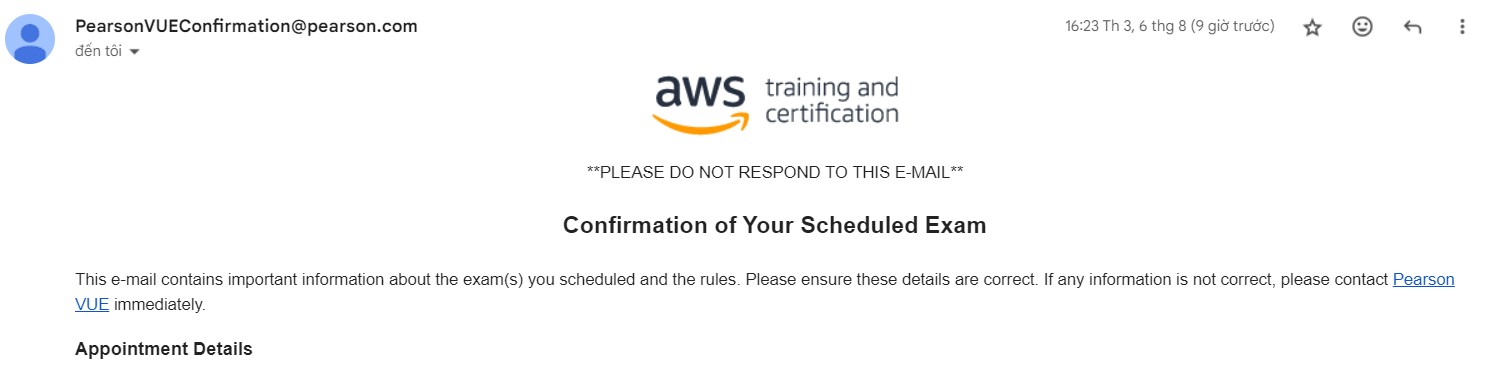 PearsonVUEConfirmation@pearson.com
16:23 Th 3, 6 thg 8 (9 giờ trước)
đến tôi
aws training and
certification
**PLEASE DO NOT RESPOND TO THIS E-MAIL**
Confirmation of Your Scheduled Exam
This e-mail contains important information about the exam(s) you scheduled and the rules. Please ensure these details are correct. If any information is not correct, please contact Pearson
VUE immediately.
Appointment Details